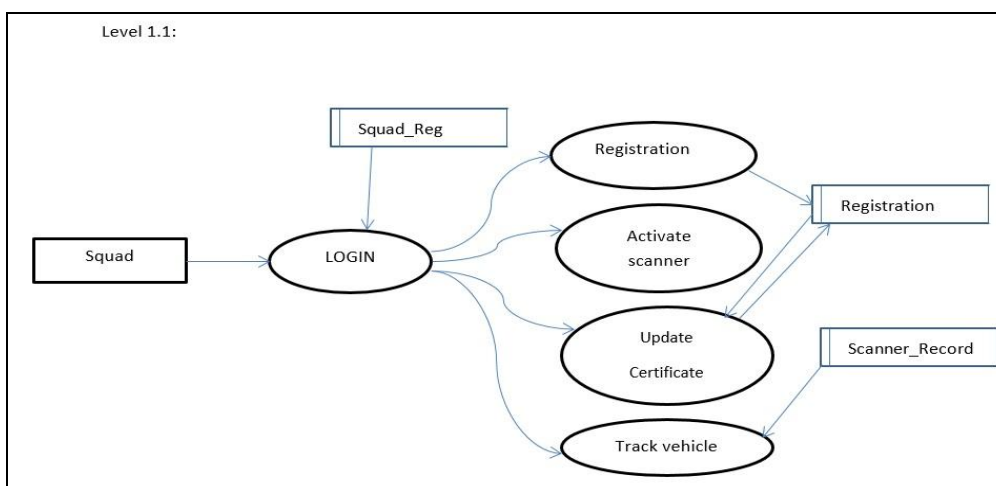 Level 1.1:
Squad_Reg
Registration
Registration
Squad
LOGIN
Activate
scanner
Update
Certificate
Scanner_Record
Track vehicle